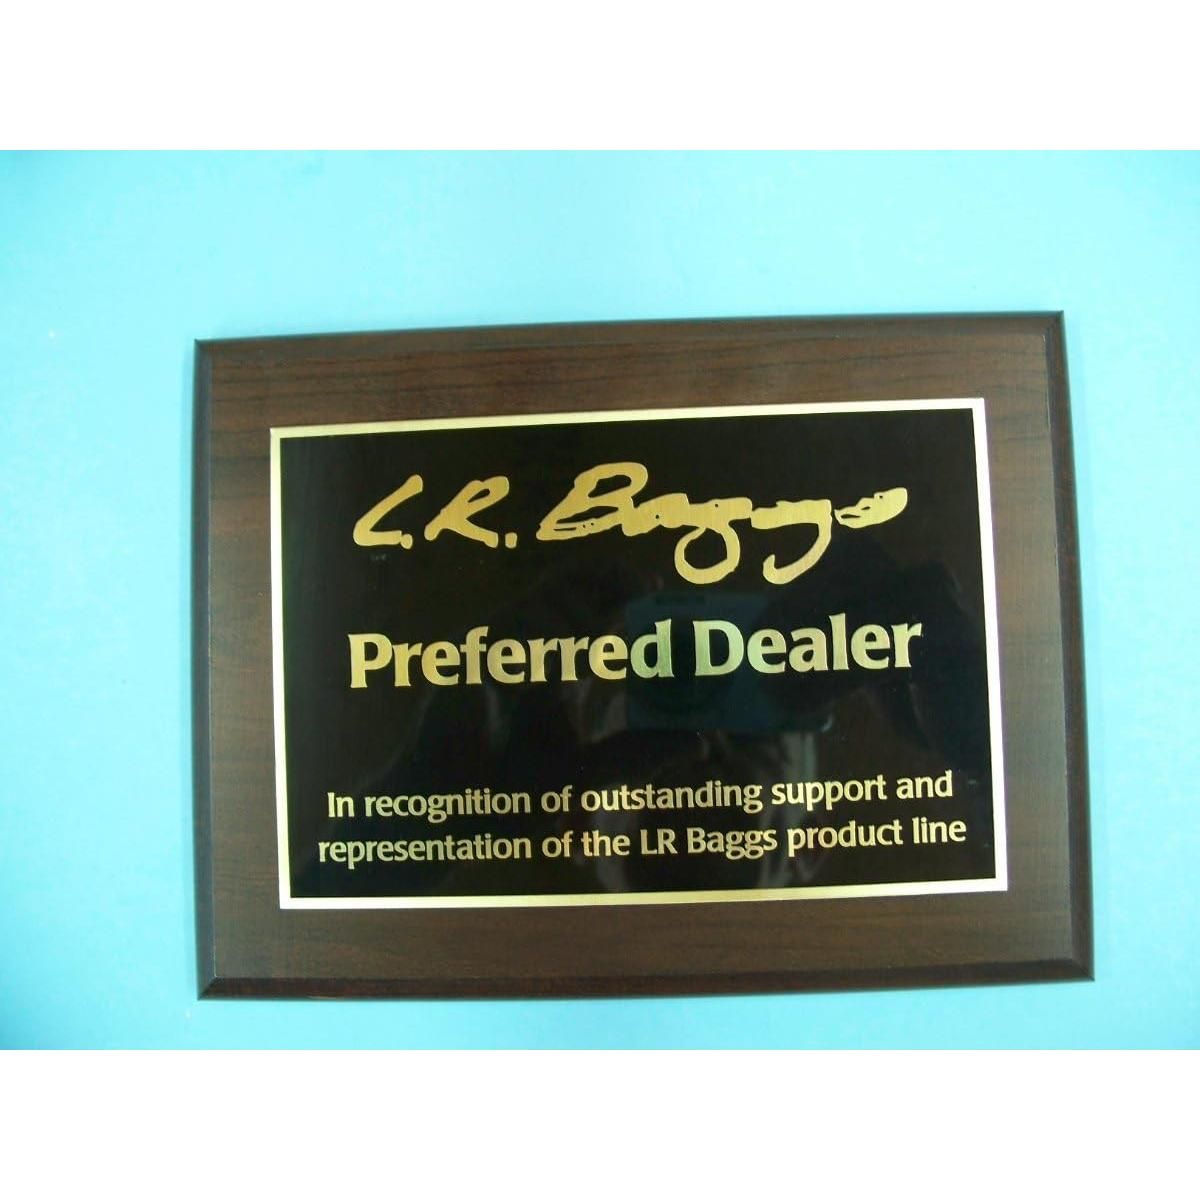 L.R. Baggs
Preferred Dealer
In recognition of outstanding support and
representation of the LR Baggs product line